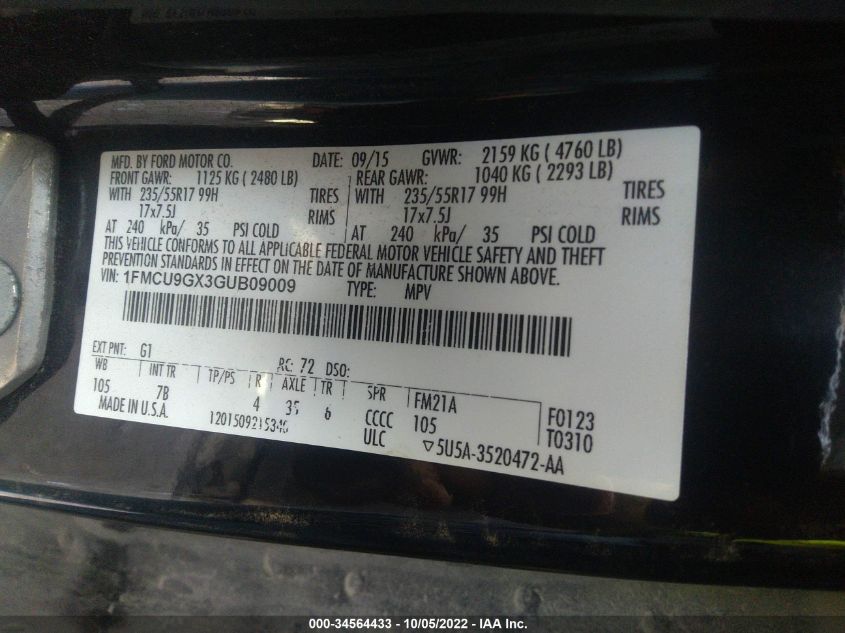 MFD. BY FORD MOTOR CO. DATE: 09/15 GVWR: 2159 KG ( 4760 LB)
FRONT GAWR: 1125 KG ( 2480 LB) REAR GAWR: 1040 KG ( 2293 LB)
WITH 235/55R17 99H TIRES WITH 235/55R17 99H TIRES
17x7.5J RIMS 17x7.5J RIMS
AT 240 kPa/ 35 PSI COLD AT 240 kPa/ 35 PSI COLD
THIS VEHICLE CONFORMS TO ALL APPLICABLE FEDERAL MOTOR VEHICLE SAFETY AND THEFT
PREVENTION STANDARDS IN EFFECT ON THE DATE OF MANUFACTURE SHOWN ABOVE.
VIN: 1FMCU9GX3GUB09009 TYPE: MPV
EXT PNT: G1 RC: 72 DSO:
WB INT TR TP/PS R AXLE TR SPR FM21A
105 7B 4 35 6 CCCC 105 F0123
MADE IN U.S.A. ULC T0310
▽5U5A-3520472-AA
000-34564433 - 10/05/2022 - IAA Inc.